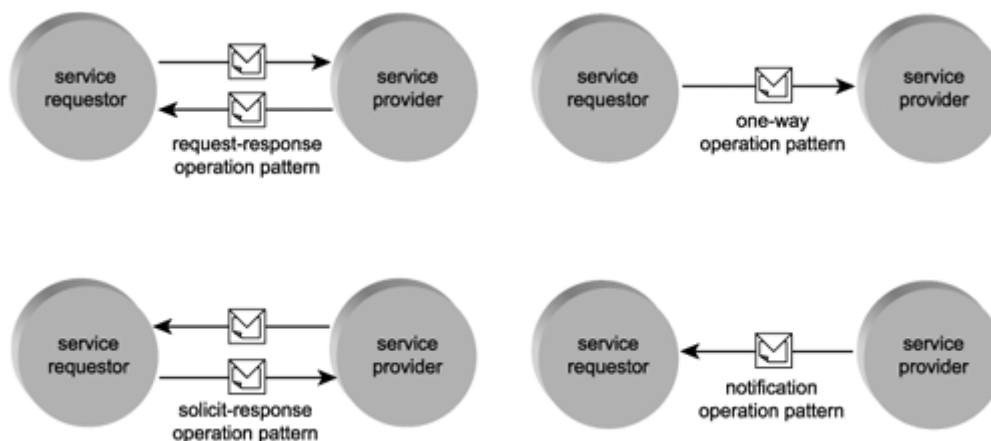 service
requestor
service
provider
request-response
operation pattern
service
requestor
service
provider
one-way
operation pattern
service
requestor
service
provider
solicit-response
operation pattern
service
requestor
service
provider
notification
operation pattern